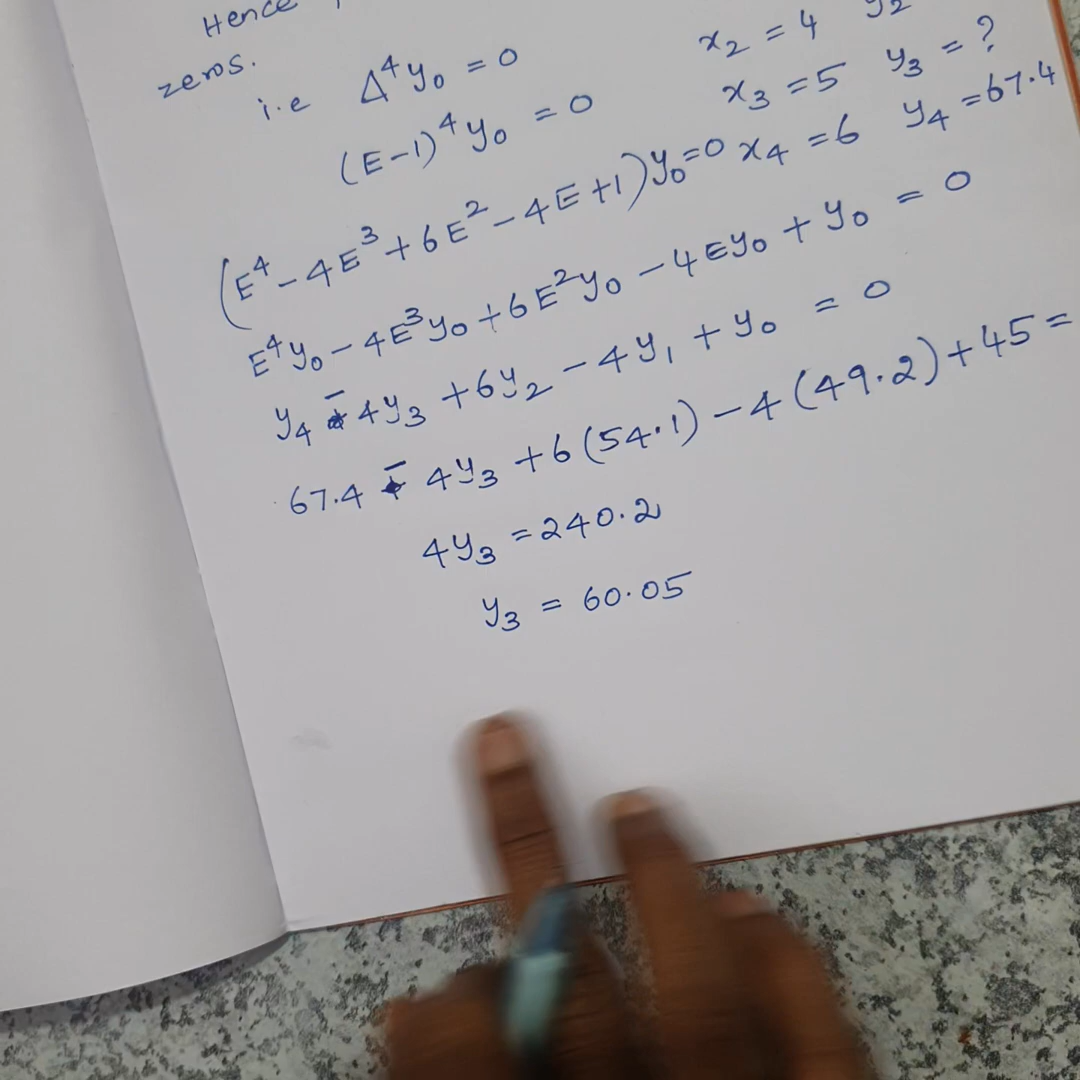 Hence
zeros.
x₂ = 4 y₂
i.e Δ⁴y₀ = 0
x₃ = 5 y₃ = ?
(E-1)⁴y₀ = 0
x₄ = 6 y₄ = 67.4
(E⁴ - 4E³ + 6E² - 4E + 1)y₀ = 0
E⁴y₀ - 4E³y₀ + 6E²y₀ - 4Ey₀ + y₀ = 0
y₄ - 4y₃ + 6y₂ - 4y₁ + y₀ = 0
67.4 - 4y₃ + 6(54.1) - 4(49.2) + 45 =
4y₃ = 240.2
y₃ = 60.05